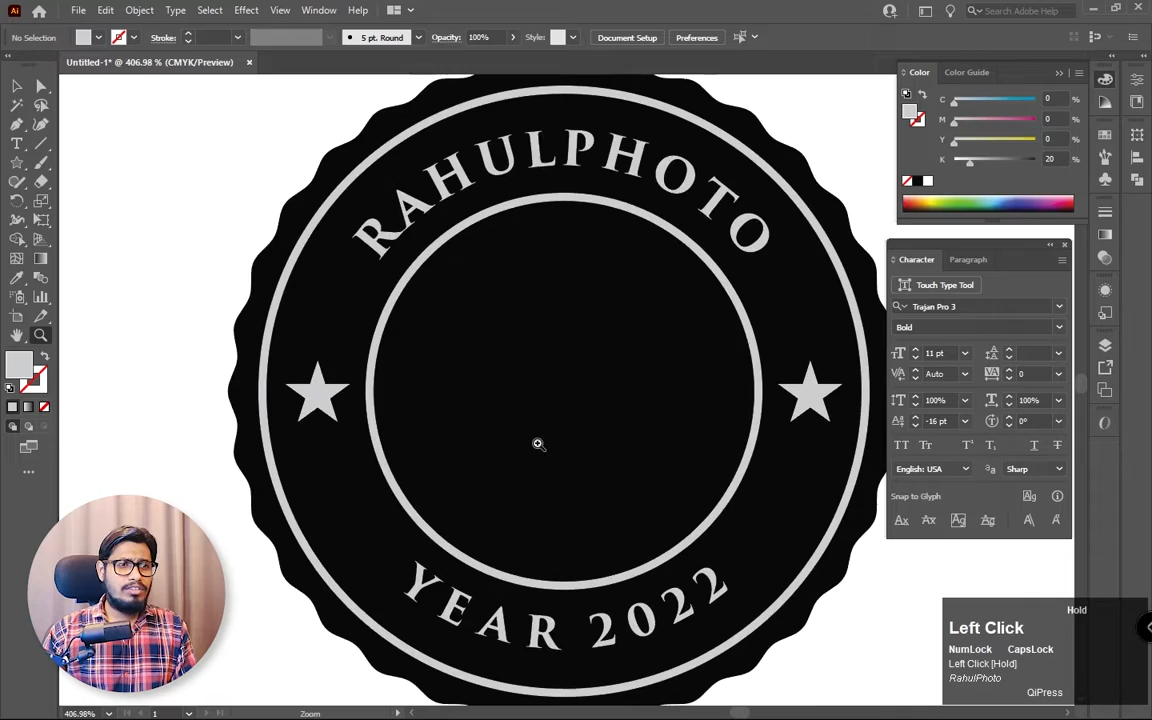 Ai
File Edit Object Type Select Effect View Window Help
Search Adobe Help
No Selection
Stroke:
5 pt. Round
Opacity: 100%
Style:
Document Setup
Preferences
Untitled-1* @ 406.98 % (CMYK/Preview)
Color
Color Guide
C 0 %
M 0 %
Y 0 %
K 20 %
RAHULPHOTO
YEAR 2022
Character
Paragraph
Touch Type Tool
Trajan Pro 3
Bold
11 pt
Auto
0
100%
100%
-16 pt
0°
English: USA
Sharp
Snap to Glyph
Hold
Left Click
NumLock CapsLock
Left Click [Hold]
RahulPhoto
QiPress
406.98%
1
Zoom